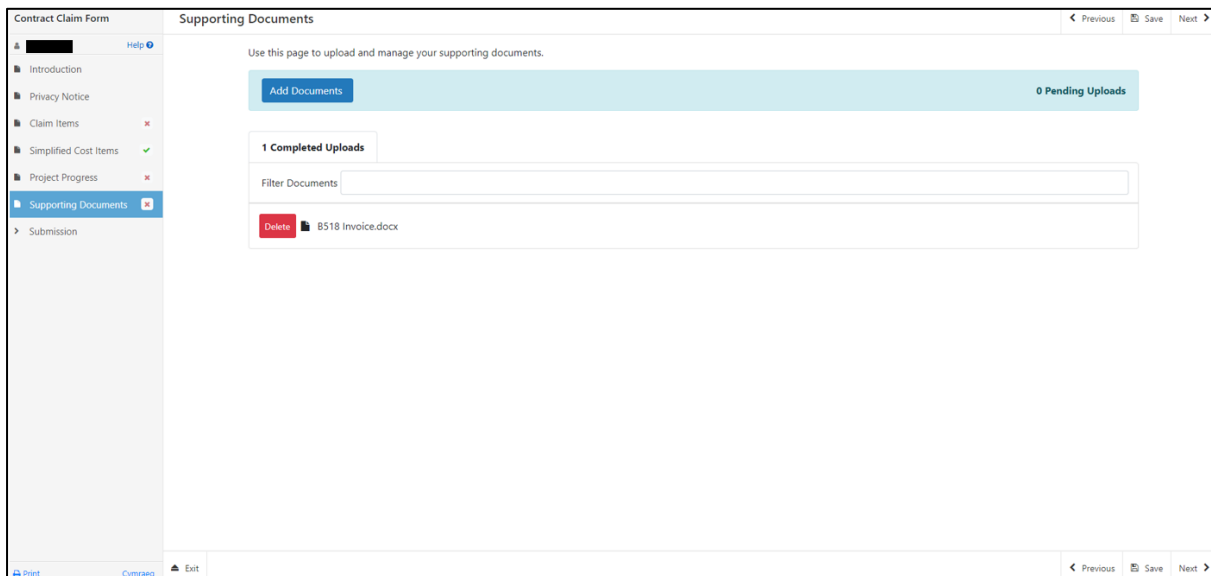 Contract Claim Form
Help
Introduction
Privacy Notice
Claim Items
Simplified Cost Items
Project Progress
Supporting Documents
Submission
Print Cymraeg
Supporting Documents
Previous Save Next
Use this page to upload and manage your supporting documents.
Add Documents 0 Pending Uploads
1 Completed Uploads
Filter Documents
Delete B518 Invoice.docx
Exit Previous Save Next